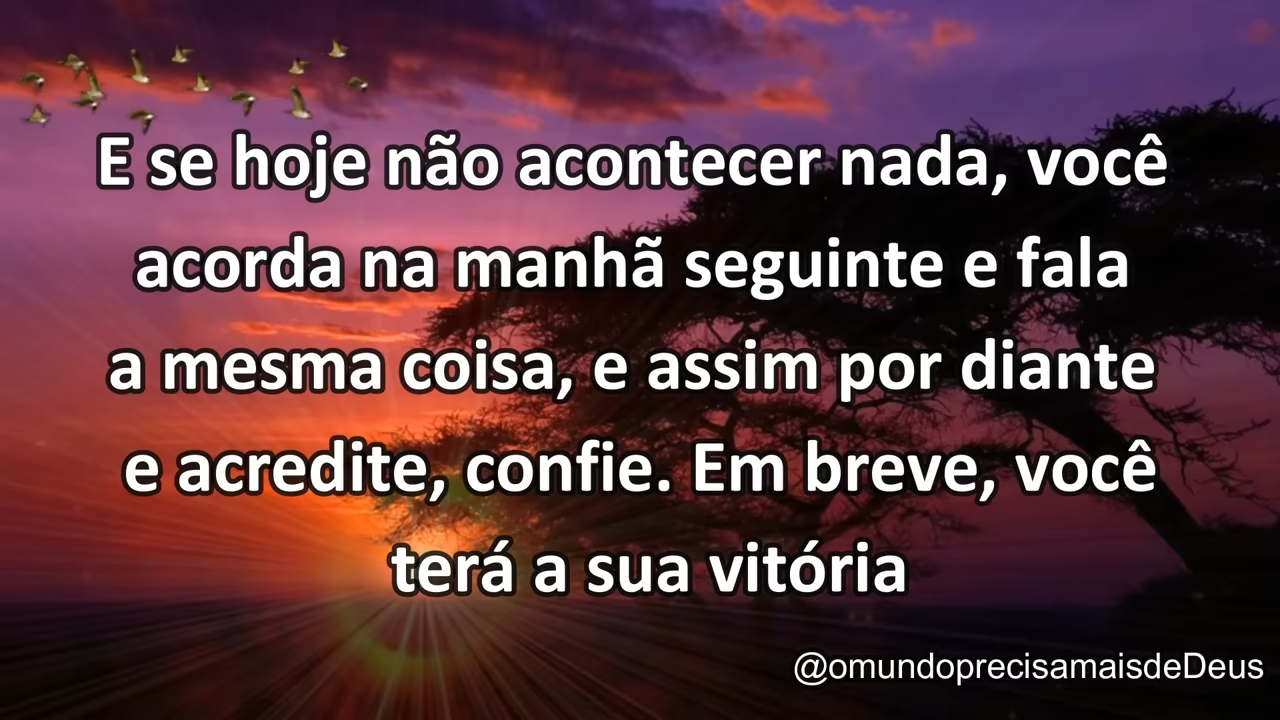 E se hoje não acontecer nada, você
acorda na manhã seguinte e fala
a mesma coisa, e assim por diante
e acredite, confie. Em breve, você
terá a sua vitória
@omundoprecisamaisdeDeus